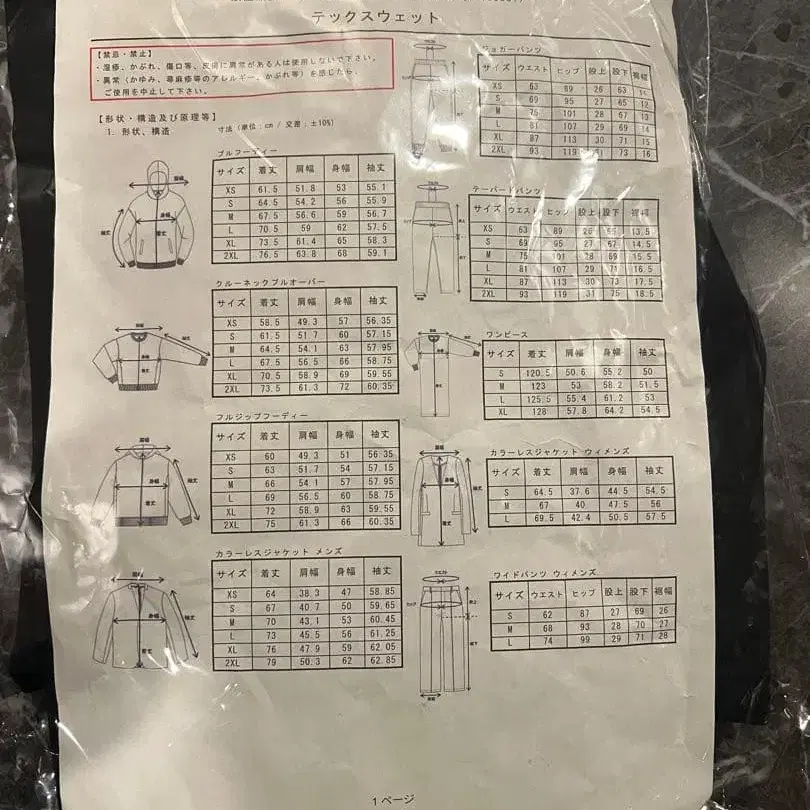 テックスウェット
【禁忌・禁止】
・湿疹、かぶれ、傷口等、皮膚に異常がある人は使用しないで下さい。
・異常(かゆみ、蕁麻疹等のアレルギー、かぶれ等)を感じたら、
ご使用を中止して下さい。
【形状・構造及び原理等】
1. 形状、構造 寸法(単位:cm / 交差:±10%)
プルフーディー
サイズ 着丈 肩幅 身幅 袖丈
XS 61.5 51.8 53 55.1
S 64.5 54.2 56 55.9
M 67.5 56.6 59 56.7
L 70.5 59 62 57.5
XL 73.5 61.4 65 58.3
2XL 76.5 63.8 68 59.1
クルーネックプルオーバー
サイズ 着丈 肩幅 身幅 袖丈
XS 58.5 49.3 57 56.35
S 61.5 51.7 60 57.15
M 64.5 54.1 63 57.95
L 67.5 56.5 66 58.75
XL 70.5 58.9 69 59.55
2XL 73.5 61.3 72 60.35
フルジップフーディー
サイズ 着丈 肩幅 身幅 袖丈
XS 60 49.3 51 56.35
S 63 51.7 54 57.15
M 66 54.1 57 57.95
L 69 56.5 60 58.75
XL 72 58.9 63 59.55
2XL 75 61.3 66 60.35
カラーレスジャケット メンズ
サイズ 着丈 肩幅 身幅 袖丈
XS 64 38.3 47 58.85
S 67 40.7 50 59.65
M 70 43.1 53 60.45
L 73 45.5 56 61.25
XL 76 47.9 59 62.05
2XL 79 50.3 62 62.85
ジョガーパンツ
サイズ ウエスト ヒップ 股上 股下 裾幅
XS 63 89 26 63 11
S 69 95 27 65 12
M 75 101 28 67 13
L 81 107 29 69 14
XL 87 113 30 71 15
2XL 93 119 31 73 16
テーパードパンツ
サイズ ウエスト ヒップ 股上 股下 裾幅
XS 63 89 26 65 13.5
S 69 95 27 67 14.5
M 75 101 28 69 15.5
L 81 107 29 71 16.5
XL 87 113 30 73 17.5
2XL 93 119 31 75 18.5
ワンピース
サイズ 着丈 肩幅 身幅 袖丈
S 120.5 50.6 55.2 50
M 123 53 58.2 51.5
L 125.5 55.4 61.2 53
XL 128 57.8 64.2 54.5
カラーレスジャケット ウィメンズ
サイズ 着丈 肩幅 身幅 袖丈
S 64.5 37.6 44.5 54.5
M 67 40 47.5 56
L 69.5 42.4 50.5 57.5
ワイドパンツ ウィメンズ
サイズ ウエスト ヒップ 股上 股下 裾幅
S 62 87 27 69 26
M 68 93 28 70 27
L 74 99 29 71 28
1ページ